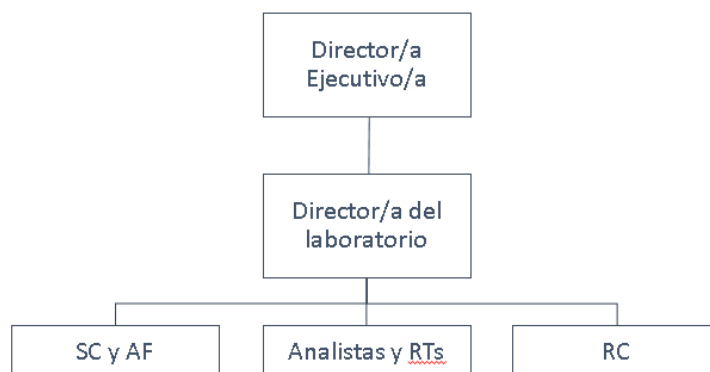 Director/a
Ejecutivo/a
Director/a del
laboratorio
SC y AF
Analistas y RTs
RC